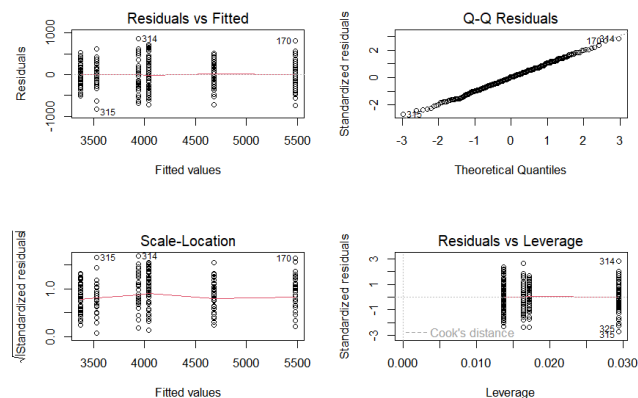 Residuals vs Fitted
Residuals
1000
0
-1000
314
170
315
3500 4000 4500 5000 5500
Fitted values
Q-Q Residuals
Standardized residuals
2
0
-2
170
314
315
-3 -2 -1 0 1 2 3
Theoretical Quantiles
Scale-Location
√|Standardized residuals
1.0
0.0
315
314
170
3500 4000 4500 5000 5500
Fitted values
Residuals vs Leverage
Standardized residuals
3
1
-1
-3
314
325
315
Cook's distance
0.000 0.010 0.020 0.030
Leverage